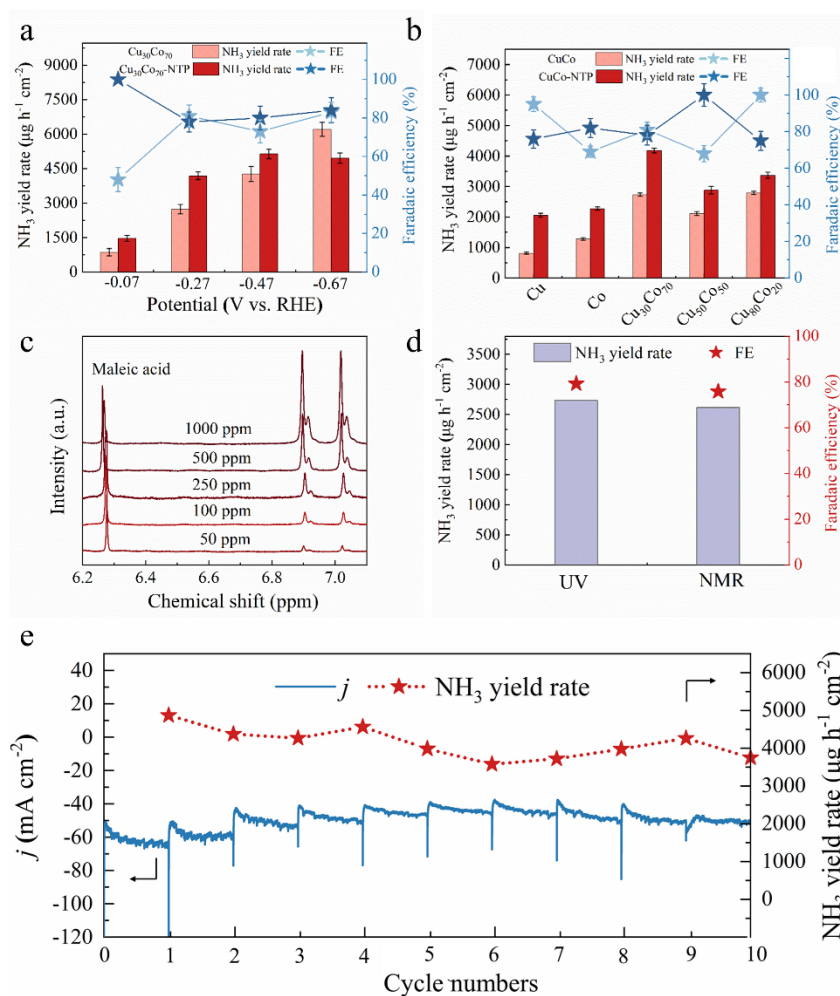 a
Cu30Co70 NH3 yield rate FE
Cu30Co70-NTP NH3 yield rate FE
9000
7500
6000
4500
3000
1500
0
NH3 yield rate (μg h−1 cm−2)
100
80
60
40
20
0
Faradaic efficiency (%)
-0.07 -0.27 -0.47 -0.67
Potential (V vs. RHE)
b
CuCo NH3 yield rate FE
CuCo-NTP NH3 yield rate FE
7000
6000
5000
4000
3000
2000
1000
0
NH3 yield rate (μg h−1 cm−2)
100
80
60
40
20
0
Faradaic efficiency (%)
Cu Co Cu30Co70 Cu50Co50 Cu80Co20
c
Maleic acid
1000 ppm
500 ppm
250 ppm
100 ppm
50 ppm
Intensity (a.u.)
6.2 6.4 6.6 6.8 7.0
Chemical shift (ppm)
d
NH3 yield rate FE
3500
3000
2500
2000
1500
1000
500
0
NH3 yield rate (μg h−1 cm−2)
100
80
60
40
20
0
Faradaic efficiency (%)
UV NMR
e
j NH3 yield rate
40
20
0
-20
-40
-60
-80
-100
-120
j (mA cm−2)
6000
5000
4000
3000
2000
1000
0
NH3 yield rate (μg h−1 cm−2)
0 1 2 3 4 5 6 7 8 9 10
Cycle numbers